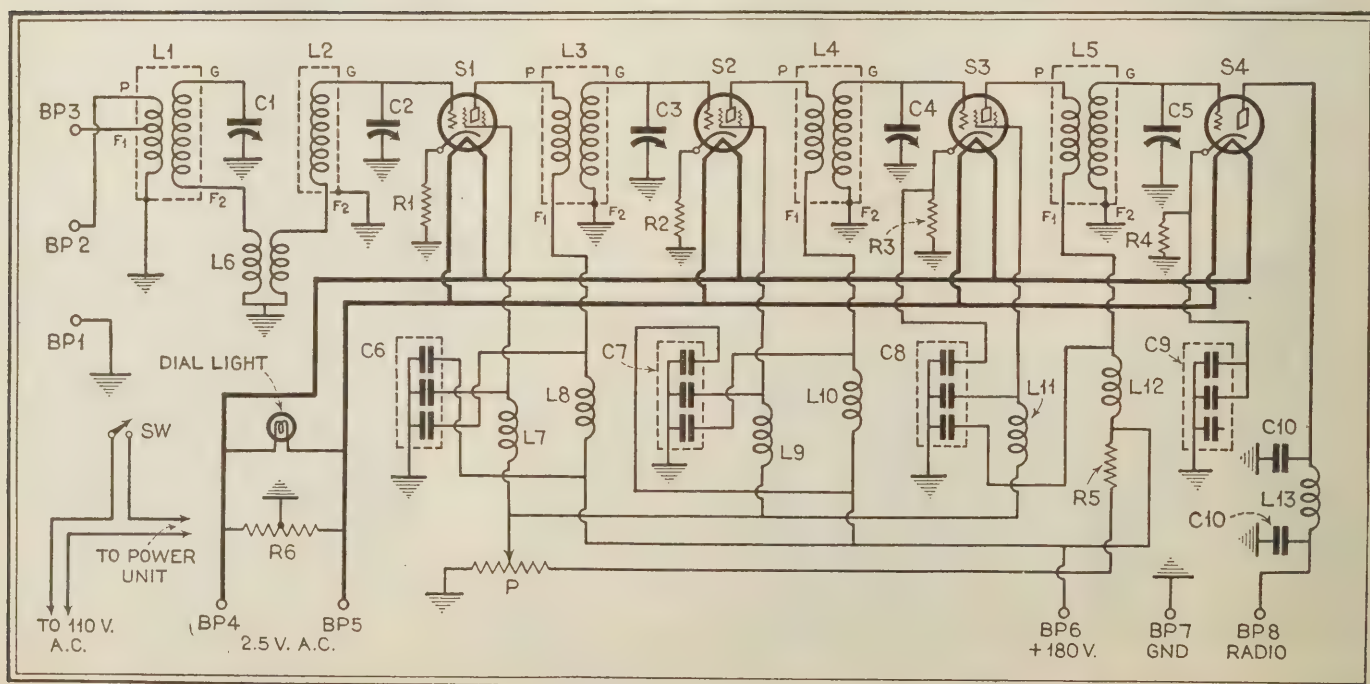 L1
L2
S1
L3
S2
L4
S3
L5
S4
P
G
G
P
G
P
G
P
G
BP3
C1
C2
C3
C4
C5
F1
F2
F2
R1
F1
F2
R2
F1
F2
R3
F1
F2
R4
BP2
L6
BP1
DIAL LIGHT
C6
L8
C7
L10
C8
L11
L12
C9
SW
L7
L9
C10
R5
L13
C10
R6
TO POWER
UNIT
P
TO 110 V.
A.C.
BP4
BP5
2.5 V. A.C.
BP6
+180 V.
BP7
GND
BP8
RADIO